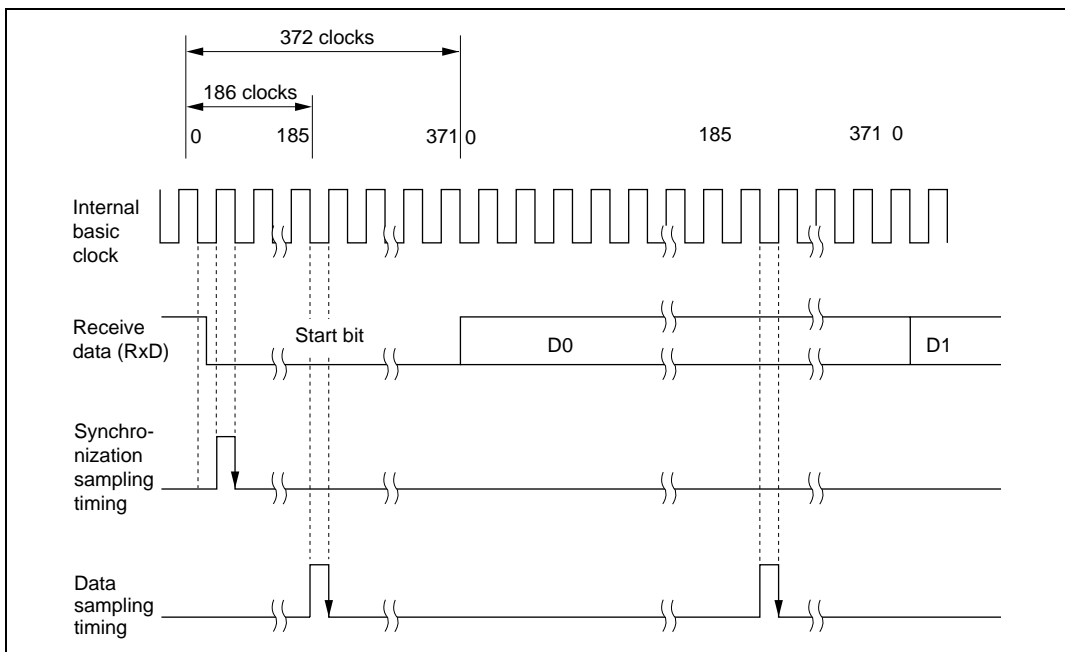 372 clocks
186 clocks
0
185
371 0
185
371 0
Internal
basic
clock
Receive
data (RxD)
Start bit
D0
D1
Synchro-
nization
sampling
timing
Data
sampling
timing